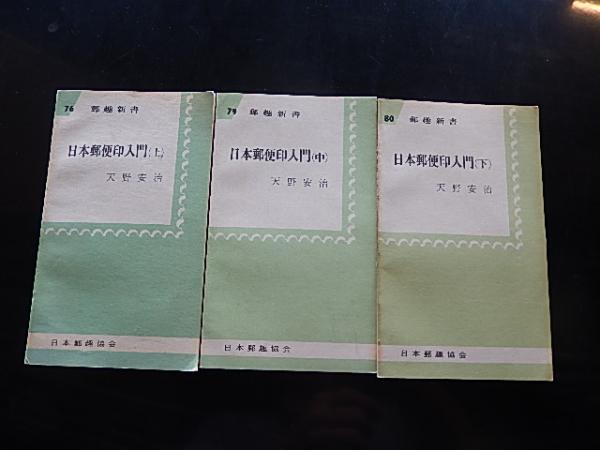 76 郵趣新書
日本郵便印入門(上)
天野安治
日本郵趣協会
79 郵趣新書
日本郵便印入門(中)
天野安治
日本郵趣協会
80 郵趣新書
日本郵便印入門(下)
天野安治
日本郵趣協会